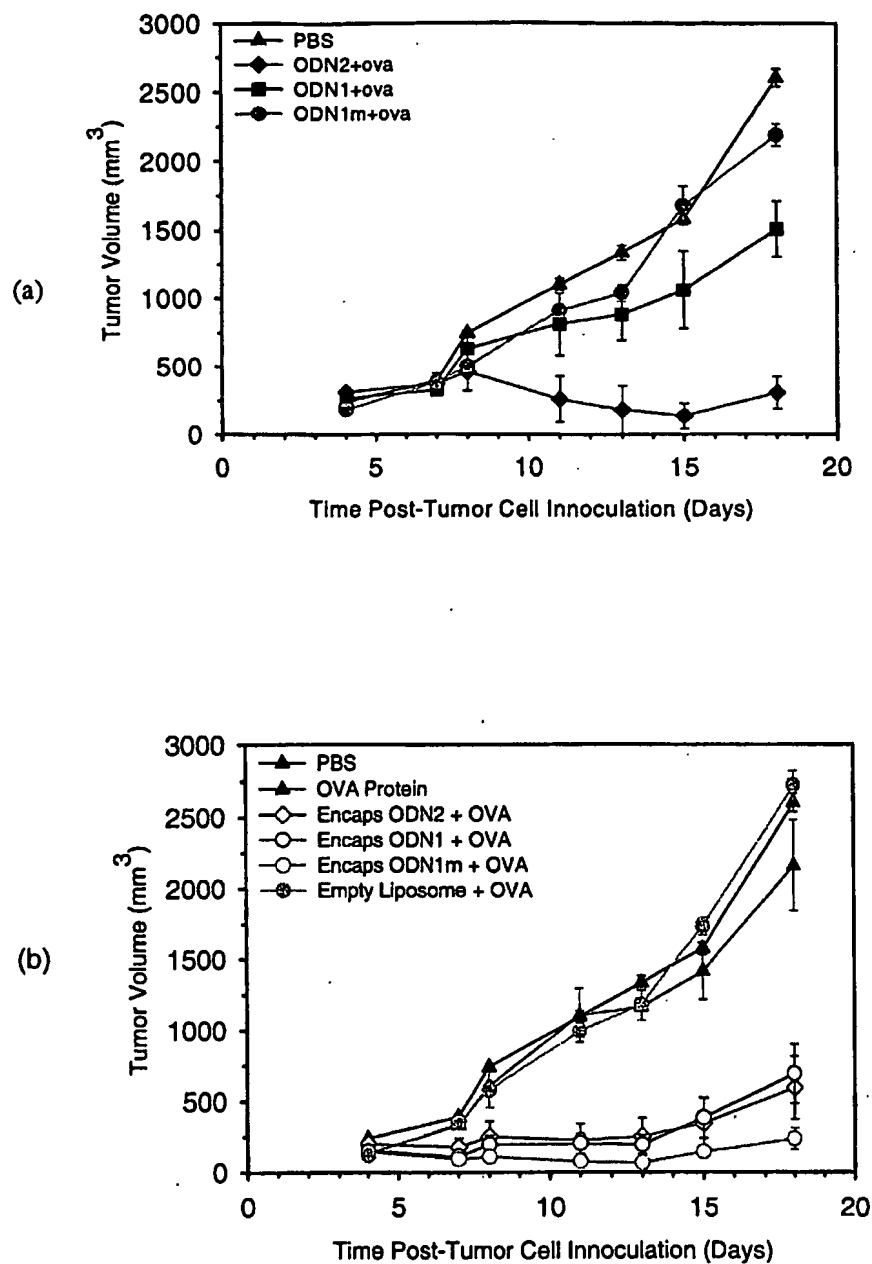 3000
2500
2000
1500
1000
500
0
Tumor Volume (mm3)
PBS
ODN2+ova
ODN1+ova
ODN1m+ova
(a)
0 5 10 15 20
Time Post-Tumor Cell Innoculation (Days)
3000
2500
2000
1500
1000
500
0
Tumor Volume (mm3)
PBS
OVA Protein
Encaps ODN2 + OVA
Encaps ODN1 + OVA
Encaps ODN1m + OVA
Empty Liposome + OVA
(b)
0 5 10 15 20
Time Post-Tumor Cell Innoculation (Days)